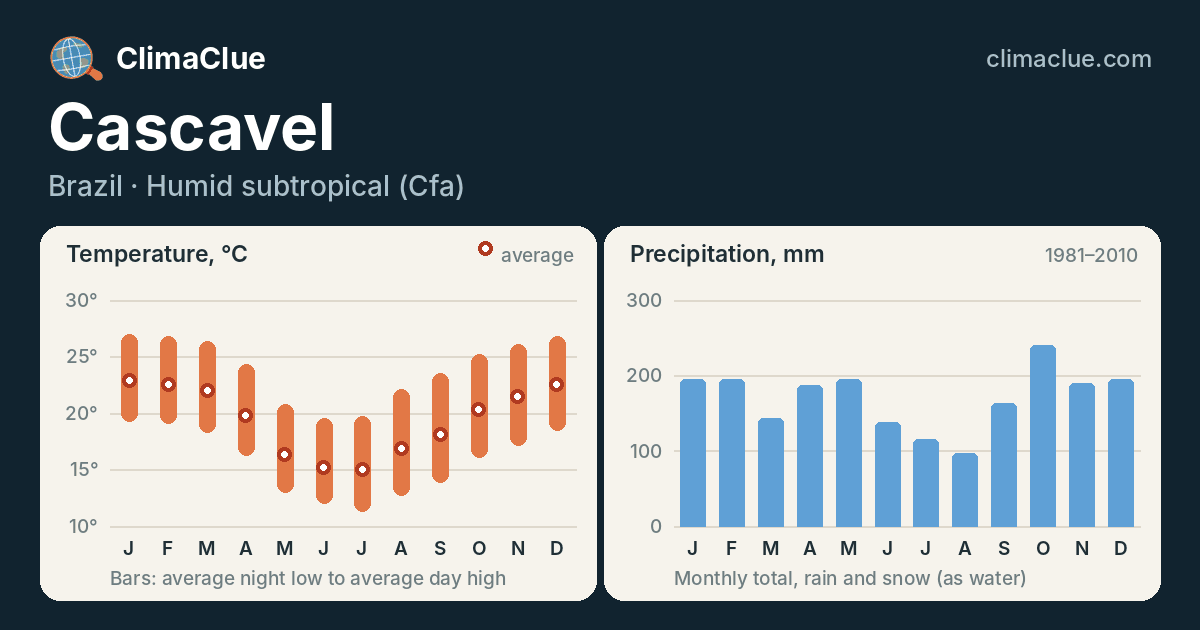 ClimaClue
climaclue.com
Cascavel
Brazil · Humid subtropical (Cfa)
Temperature, °C
average
30°
25°
20°
15°
10°
J F M A M J J A S O N D
Bars: average night low to average day high
Precipitation, mm
1981–2010
300
200
100
0
J F M A M J J A S O N D
Monthly total, rain and snow (as water)